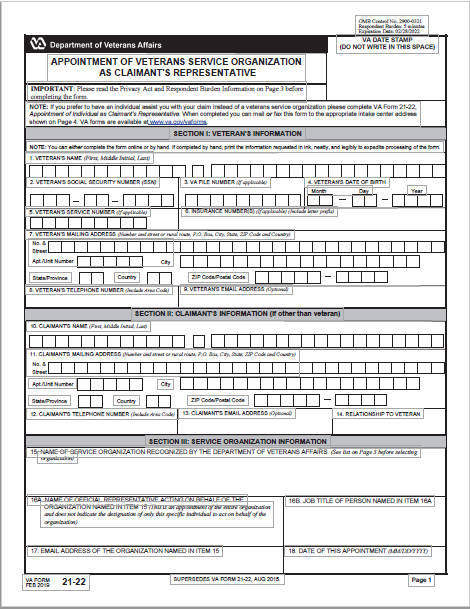 OMB Control No. 2900-0321
Respondent Burden: 5 minutes
Expiration Date: 02/28/2022
VA Department of Veterans Affairs
VA DATE STAMP
(DO NOT WRITE IN THIS SPACE)
APPOINTMENT OF VETERANS SERVICE ORGANIZATION
AS CLAIMANT'S REPRESENTATIVE
IMPORTANT: Please read the Privacy Act and Respondent Burden Information on Page 3 before
completing the form.
NOTE: If you prefer to have an individual assist you with your claim instead of a veterans service organization please complete VA Form 21-22,
Appointment of Individual as Claimant's Representative. When completed you can mail or fax this form to the appropriate intake center address
shown on Page 4. VA forms are available at www.va.gov/vaforms.
SECTION I: VETERAN'S INFORMATION
NOTE: You can either complete the form online or by hand. If completed by hand, print the information requested in ink, neatly, and legibly to expedite processing of the form.
1. VETERAN'S NAME (First, Middle Initial, Last)
2. VETERAN'S SOCIAL SECURITY NUMBER (SSN)
3. VA FILE NUMBER (If applicable)
4. VETERAN'S DATE OF BIRTH
Month Day Year
5. VETERAN'S SERVICE NUMBER (If applicable)
6. INSURANCE NUMBER(S) (If applicable) (Include letter prefix)
7. VETERAN'S MAILING ADDRESS (Number and street or rural route, P.O. Box, City, State, ZIP Code and Country)
No. &
Street
Apt./Unit Number City
State/Province Country ZIP Code/Postal Code
8. VETERAN'S TELEPHONE NUMBER (Include Area Code)
9. VETERAN'S EMAIL ADDRESS (Optional)
SECTION II: CLAIMANT'S INFORMATION (If other than veteran)
10. CLAIMANT'S NAME (First, Middle Initial, Last)
11. CLAIMANT'S MAILING ADDRESS (Number and street or rural route, P.O. Box, City, State, ZIP Code and Country)
No. &
Street
Apt./Unit Number City
State/Province Country ZIP Code/Postal Code
12. CLAIMANT'S TELEPHONE NUMBER (Include Area Code)
13. CLAIMANT'S EMAIL ADDRESS (Optional)
14. RELATIONSHIP TO VETERAN
SECTION III: SERVICE ORGANIZATION INFORMATION
15. NAME OF SERVICE ORGANIZATION RECOGNIZED BY THE DEPARTMENT OF VETERANS AFFAIRS (See list on Page 3 before selecting
organization)
16A. NAME OF OFFICIAL REPRESENTATIVE ACTING ON BEHALF OF THE
ORGANIZATION NAMED IN ITEM 15 (This is an appointment of the entire organization
and does not indicate the designation of only this specific individual to act on behalf of the
organization)
16B. JOB TITLE OF PERSON NAMED IN ITEM 16A
17. EMAIL ADDRESS OF THE ORGANIZATION NAMED IN ITEM 15
18. DATE OF THIS APPOINTMENT (MM/DD/YYYY)
VA FORM
FEB 2019
21-22
SUPERSEDES VA FORM 21-22, AUG 2015.
Page 1